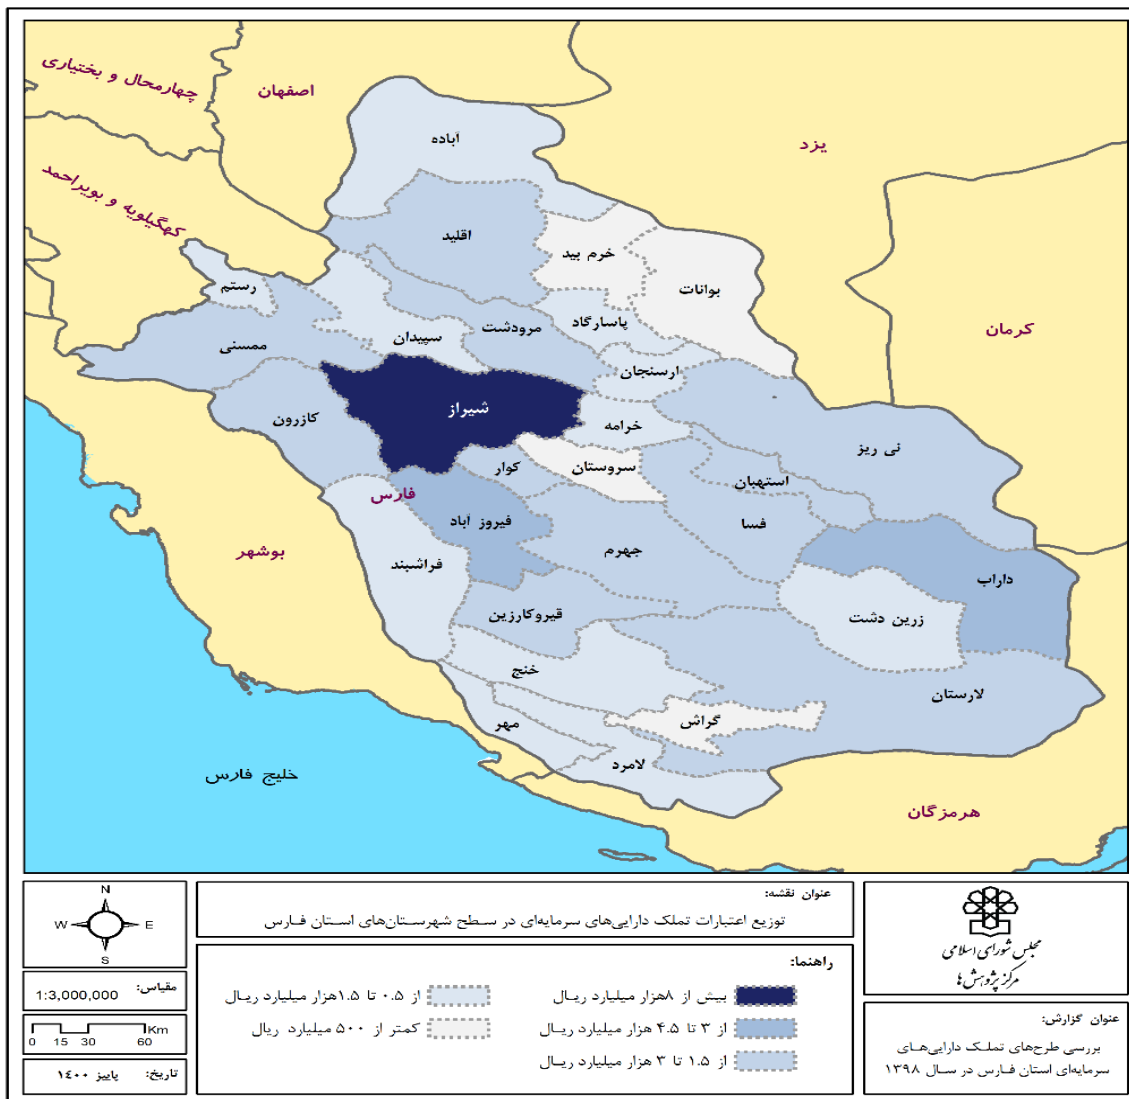 چهارمحال و بختیاری
اصفهان
یزد
کهگیلویه و بویراحمد
کرمان
آباده
اقلید
خرم بید
بوانات
رستم
ممسنی
سپیدان
مرودشت
پاسارگاد
ارسنجان
شیراز
کازرون
خرامه
نی ریز
کوار
سروستان
استهبان
فارس
فیروز آباد
فسا
جهرم
بوشهر
فراشبند
داراب
قیروکارزین
زرین دشت
خنج
لارستان
مهر
گراش
لامرد
خلیج فارس
هرمزگان
N
W E
S
مقیاس:
1:3,000,000
Km
0 15 30 60
تاریخ: پاییز ۱۴۰۰
عنوان نقشه:
توزیع اعتبارات تملک دارایی‌های سرمایه‌ای در سطح شهرستان‌های استان فارس
راهنما:
بیش از ۸هزار میلیارد ریال
از ۳ تا ۴.۵ هزار میلیارد ریال
از ۱.۵ تا ۳ هزار میلیارد ریال
از ۰.۵ تا ۱.۵هزار میلیارد ریال
کمتر از ۵۰۰ میلیارد ریال
مجلس شورای اسلامی
مرکز پژوهش‌ها
عنوان گزارش:
بررسی طرح‌های تملک دارایی‌های
سرمایه‌ای استان فارس در سال ۱۳۹۸